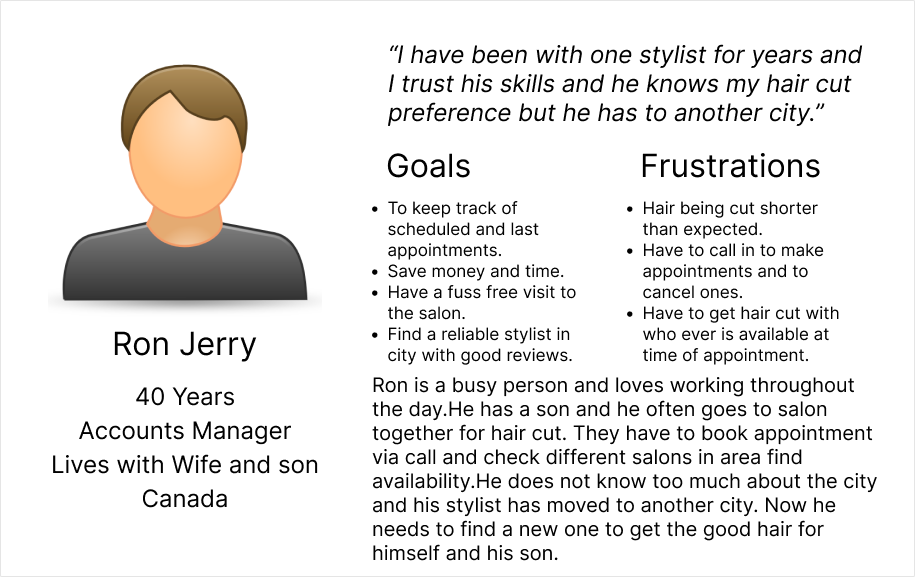 “I have been with one stylist for years and
I trust his skills and he knows my hair cut
preference but he has to another city.”
Goals
To keep track of
scheduled and last
appointments.
Save money and time.
Have a fuss free visit to
the salon.
Find a reliable stylist in
city with good reviews.
Frustrations
Hair being cut shorter
than expected.
Have to call in to make
appointments and to
cancel ones.
Have to get hair cut with
who ever is available at
time of appointment.
Ron Jerry
40 Years
Accounts Manager
Lives with Wife and son
Canada
Ron is a busy person and loves working throughout
the day.He has a son and he often goes to salon
together for hair cut. They have to book appointment
via call and check different salons in area find
availability.He does not know too much about the city
and his stylist has moved to another city. Now he
needs to find a new one to get the good hair for
himself and his son.